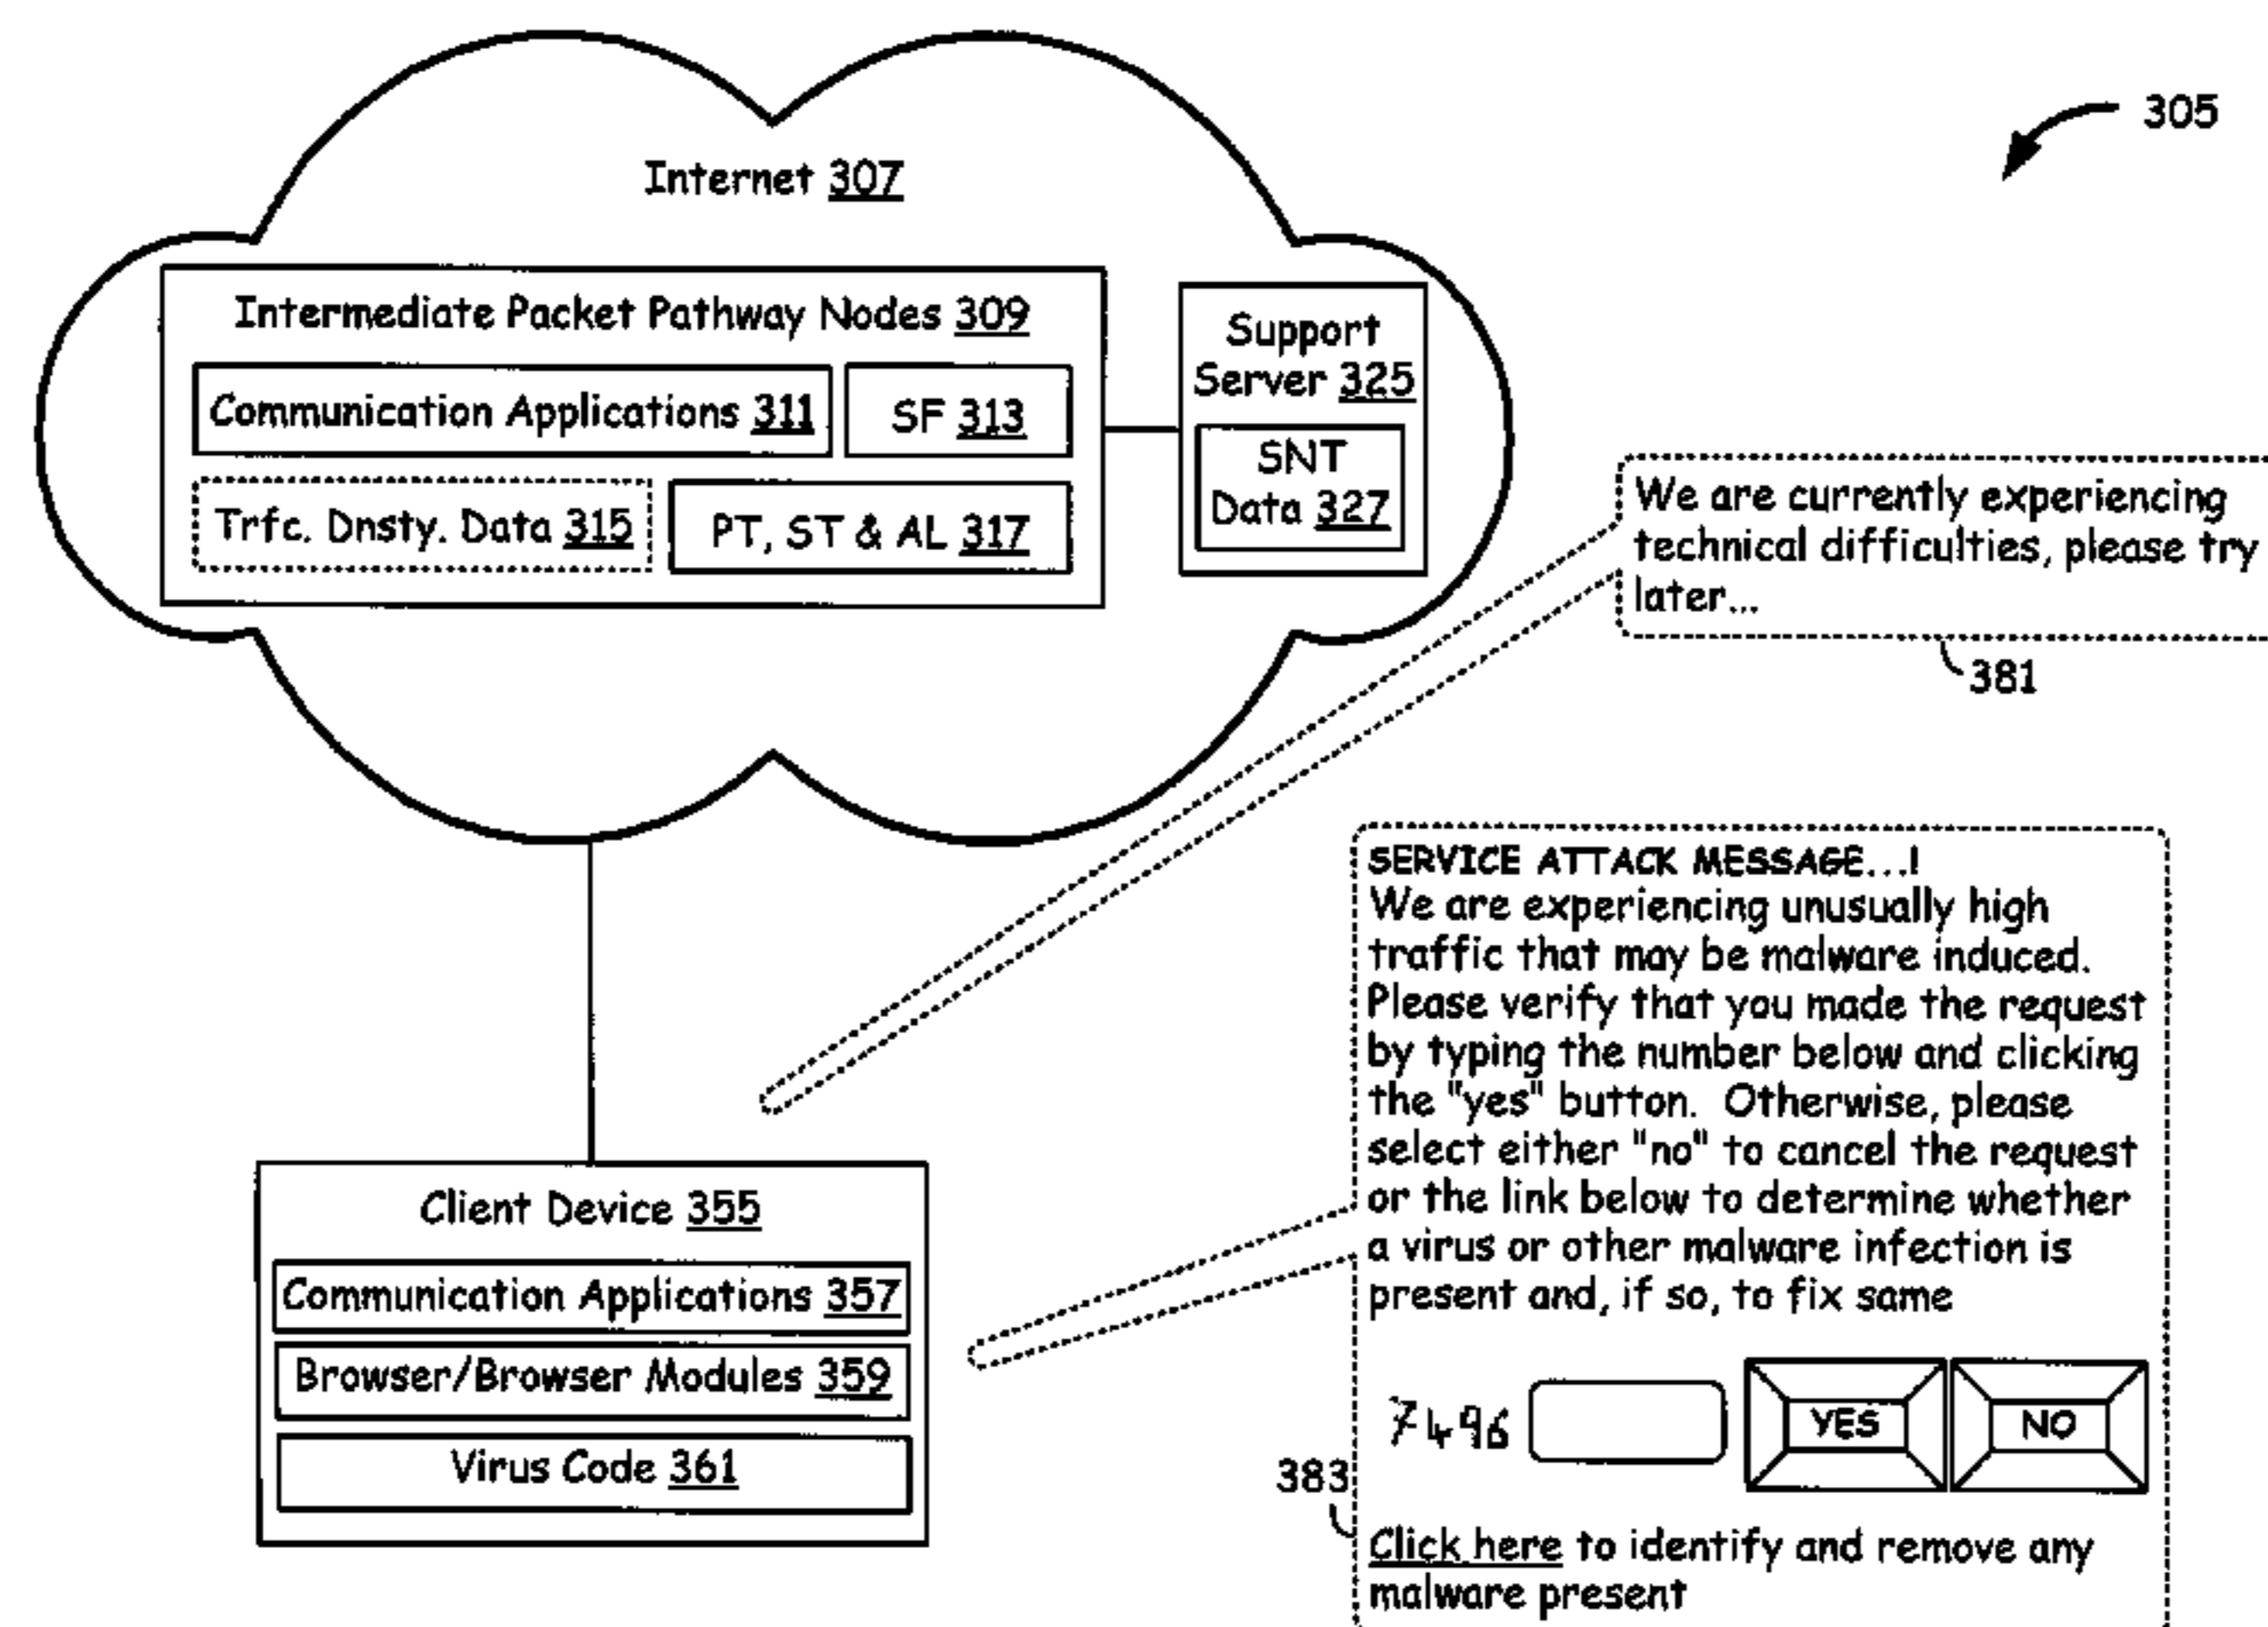 305
Internet 307
Intermediate Packet Pathway Nodes 309
Communication Applications 311
SF 313
Trfc. Dnsty. Data 315
PT, ST & AL 317
Support
Server 325
SNT
Data 327
We are currently experiencing
technical difficulties, please try
later...
381
Client Device 355
Communication Applications 357
Browser/Browser Modules 359
Virus Code 361
SERVICE ATTACK MESSAGE...!
We are experiencing unusually high
traffic that may be malware induced.
Please verify that you made the request
by typing the number below and clicking
the "yes" button. Otherwise, please
select either "no" to cancel the request
or the link below to determine whether
a virus or other malware infection is
present and, if so, to fix same
7496
YES
NO
383
Click here to identify and remove any
malware present